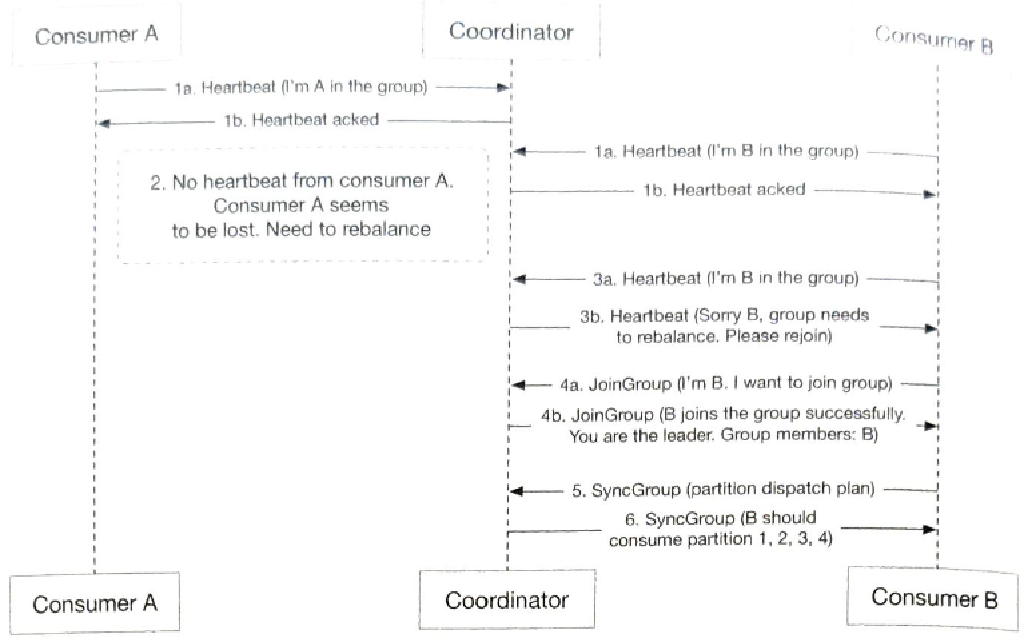 Consumer A
Coordinator
Consumer B
1a. Heartbeat (I'm A in the group)
1b. Heartbeat acked
1a. Heartbeat (I'm B in the group)
2. No heartbeat from consumer A.
Consumer A seems
to be lost. Need to rebalance
1b. Heartbeat acked
3a. Heartbeat (I'm B in the group)
3b. Heartbeat (Sorry B, group needs
to rebalance. Please rejoin)
4a. JoinGroup (I'm B. I want to join group)
4b. JoinGroup (B joins the group successfully.
You are the leader. Group members: B)
5. SyncGroup (partition dispatch plan)
6. SyncGroup (B should
consume partition 1, 2, 3, 4)
Consumer A
Coordinator
Consumer B